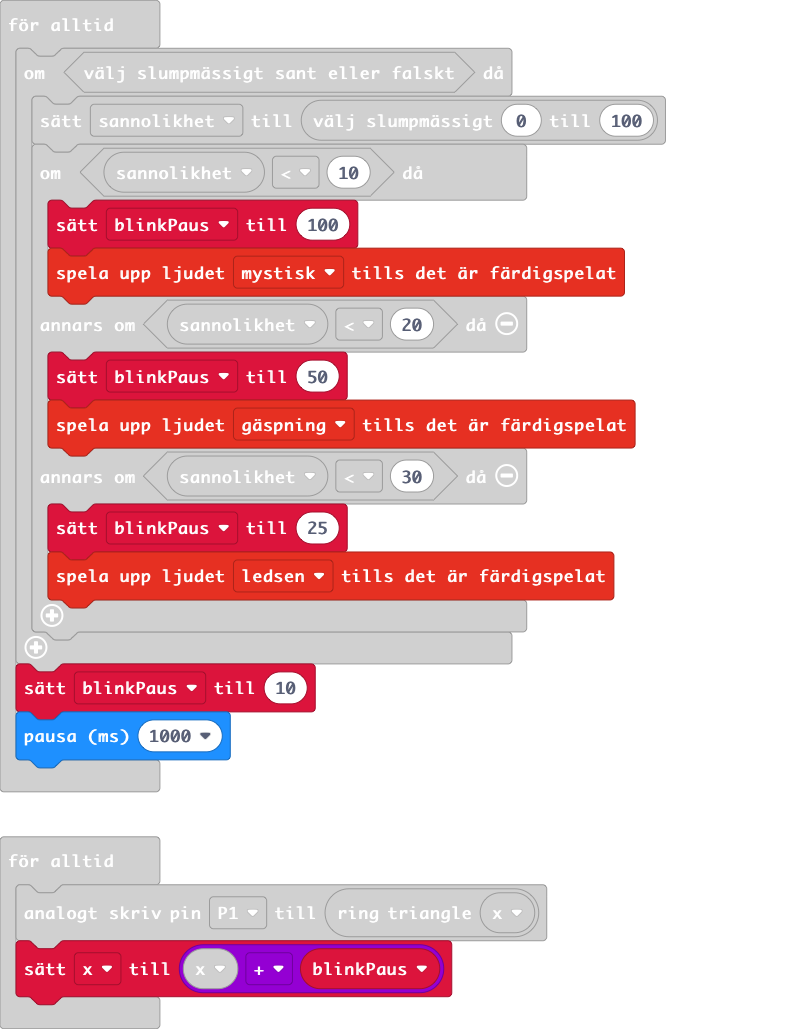 för alltid
om välj slumpmässigt sant eller falskt då
sätt sannolikhet till välj slumpmässigt 0 till 100
om sannolikhet < 10 då
sätt blinkPaus till 100
spela upp ljudet mystisk tills det är färdigspelat
annars om sannolikhet < 20 då
sätt blinkPaus till 50
spela upp ljudet gäspning tills det är färdigspelat
annars om sannolikhet < 30 då
sätt blinkPaus till 25
spela upp ljudet ledsen tills det är färdigspelat
sätt blinkPaus till 10
pausa (ms) 1000
för alltid
analogt skriv pin P1 till ring triangle x
sätt x till x + blinkPaus